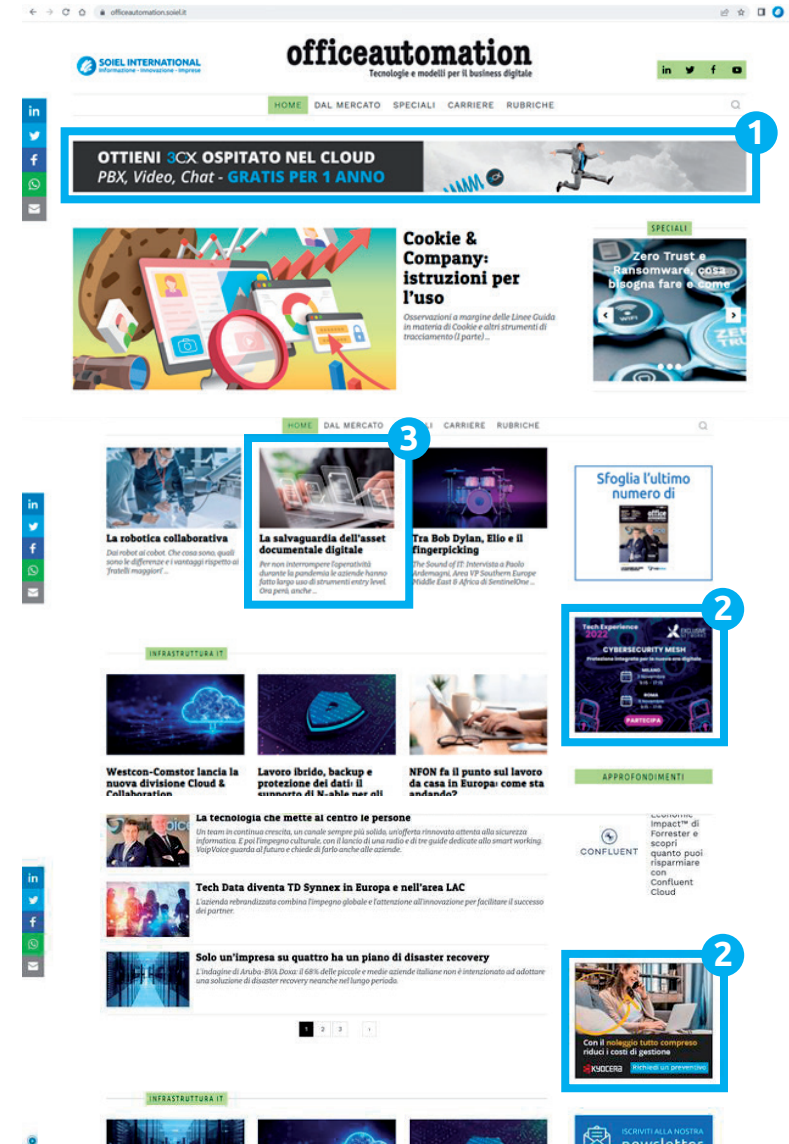 officeautomation.soiel.it
SOIEL INTERNATIONAL
Informazione - Innovazione - Imprese
officeautomation
Tecnologie e modelli per il business digitale
HOME DAL MERCATO SPECIALI CARRIERE RUBRICHE
1
OTTIENI 3CX OSPITATO NEL CLOUD
PBX, Video, Chat - GRATIS PER 1 ANNO
Cookie &
Company:
istruzioni per
l'uso
Osservazioni a margine delle Linee Guida
in materia di Cookie e altri strumenti di
tracciamento (I parte) ...
SPECIALI
Zero Trust e
Ransomware, cosa
bisogna fare e come
WIFI
HOME DAL MERCATO LI CARRIERE RUBRICHE
3
La robotica collaborativa
Dai robot ai cobot. Che cosa sono, quali
sono le differenze e i vantaggi rispetto ai
'fratelli maggiori' ...
La salvaguardia dell'asset
documentale digitale
Per non interrompere l'operatività
durante la pandemia le aziende hanno
fatto largo uso di strumenti entry level.
Ora però, anche ...
Tra Bob Dylan, Elio e il
fingerpicking
The Sound of IT: Intervista a Paolo
Ardemagni, Area VP Southern Europe
Middle East & Africa di SentinelOne ...
Sfoglia l'ultimo
numero di
office
2
Tech Experience
2022
EXCLUSIVE
NETWORKS
CYBERSECURITY MESH
Protezione integrata per la nuova era digitale
MILANO
ROMA
PARTECIPA
INFRASTRUTTURA IT
Westcon-Comstor lancia la
nuova divisione Cloud &
Collaboration
Lavoro ibrido, backup e
protezione dei dati: il
supporto di N-able per gli
NFON fa il punto sul lavoro
da casa in Europa: come sta
andando?
APPROFONDIMENTI
La tecnologia che mette al centro le persone
Un team in continua crescita, un canale sempre più solido, un'offerta rinnovata attenta alla sicurezza
informatica. E poi l'impegno culturale, con il lancio di una radio e di tre guide dedicate allo smart working.
VoipVoice guarda al futuro e chiede di farlo anche alle aziende.
Tech Data diventa TD Synnex in Europa e nell'area LAC
L'azienda rebrandizzata combina l'impegno globale e l'attenzione all'innovazione per facilitare il successo
dei partner.
Solo un'impresa su quattro ha un piano di disaster recovery
L'indagine di Aruba-BVA Doxa: il 68% delle piccole e medie aziende italiane non è intenzionato ad adottare
una soluzione di disaster recovery neanche nel lungo periodo.
1 2 3 ›
CONFLUENT
Economic
Impact™ di
Forrester e
scopri
quanto puoi
risparmiare
con
Confluent
Cloud
2
Con il noleggio tutto compreso
riduci i costi di gestione
KYOCERA Richiedi un preventivo
INFRASTRUTTURA IT
ISCRIVITI ALLA NOSTRA
newsletter